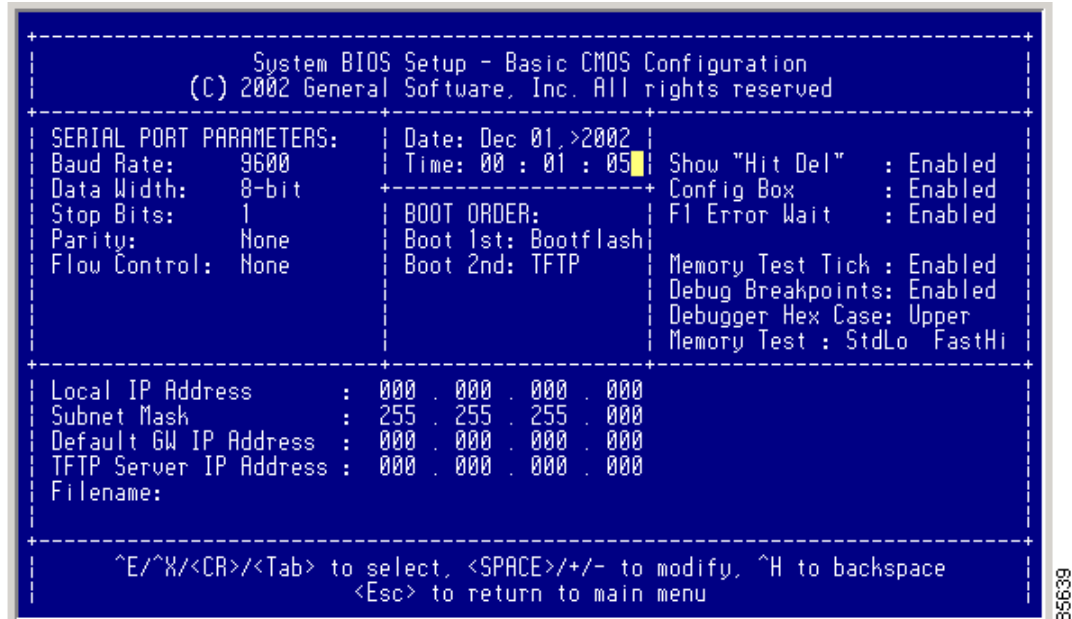 System BIOS Setup - Basic CMOS Configuration
(C) 2002 General Software, Inc. All rights reserved
SERIAL PORT PARAMETERS:
Baud Rate: 9600
Data Width: 8-bit
Stop Bits: 1
Parity: None
Flow Control: None
Date: Dec 01,>2002
Time: 00 : 01 : 05
BOOT ORDER:
Boot 1st: Bootflash
Boot 2nd: TFTP
Show "Hit Del" : Enabled
Config Box : Enabled
F1 Error Wait : Enabled
Memory Test Tick : Enabled
Debug Breakpoints: Enabled
Debugger Hex Case: Upper
Memory Test : StdLo FastHi
Local IP Address : 000 . 000 . 000 . 000
Subnet Mask : 255 . 255 . 255 . 000
Default GW IP Address : 000 . 000 . 000 . 000
TFTP Server IP Address : 000 . 000 . 000 . 000
Filename:
^E/^X/<CR>/<Tab> to select, <SPACE>/+/- to modify, ^H to backspace
<Esc> to return to main menu
85639